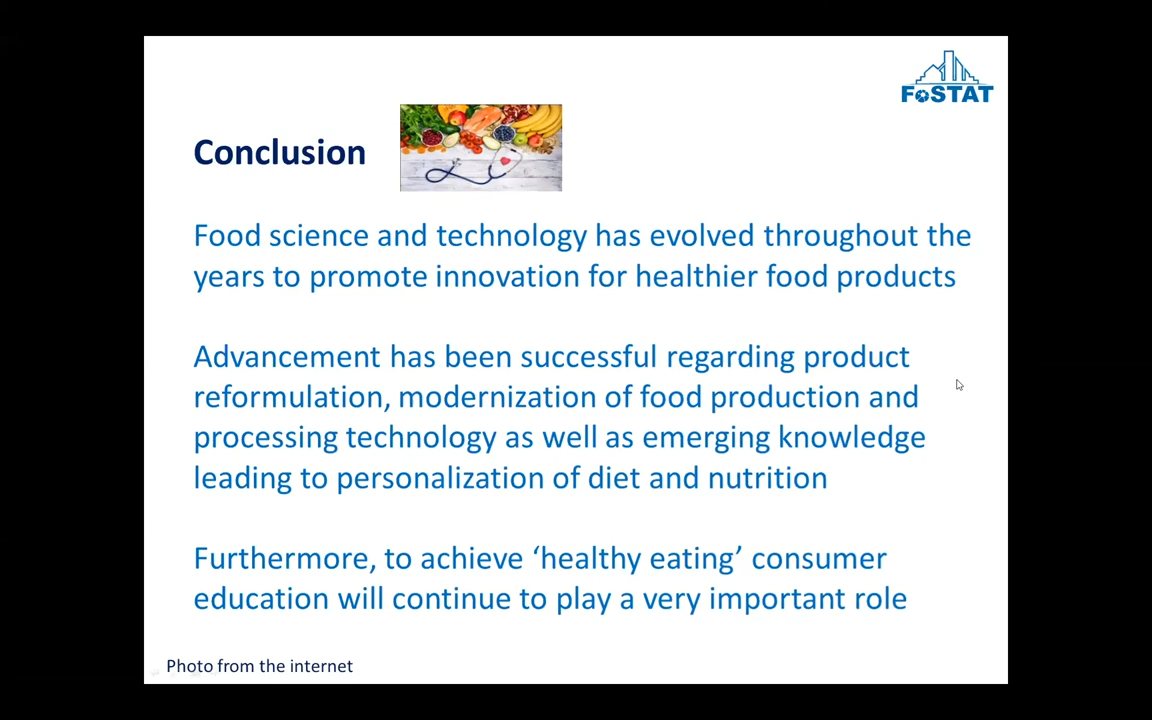 FoSTAT
Conclusion
Food science and technology has evolved throughout the
years to promote innovation for healthier food products
Advancement has been successful regarding product
reformulation, modernization of food production and
processing technology as well as emerging knowledge
leading to personalization of diet and nutrition
Furthermore, to achieve ‘healthy eating’ consumer
education will continue to play a very important role
Photo from the internet